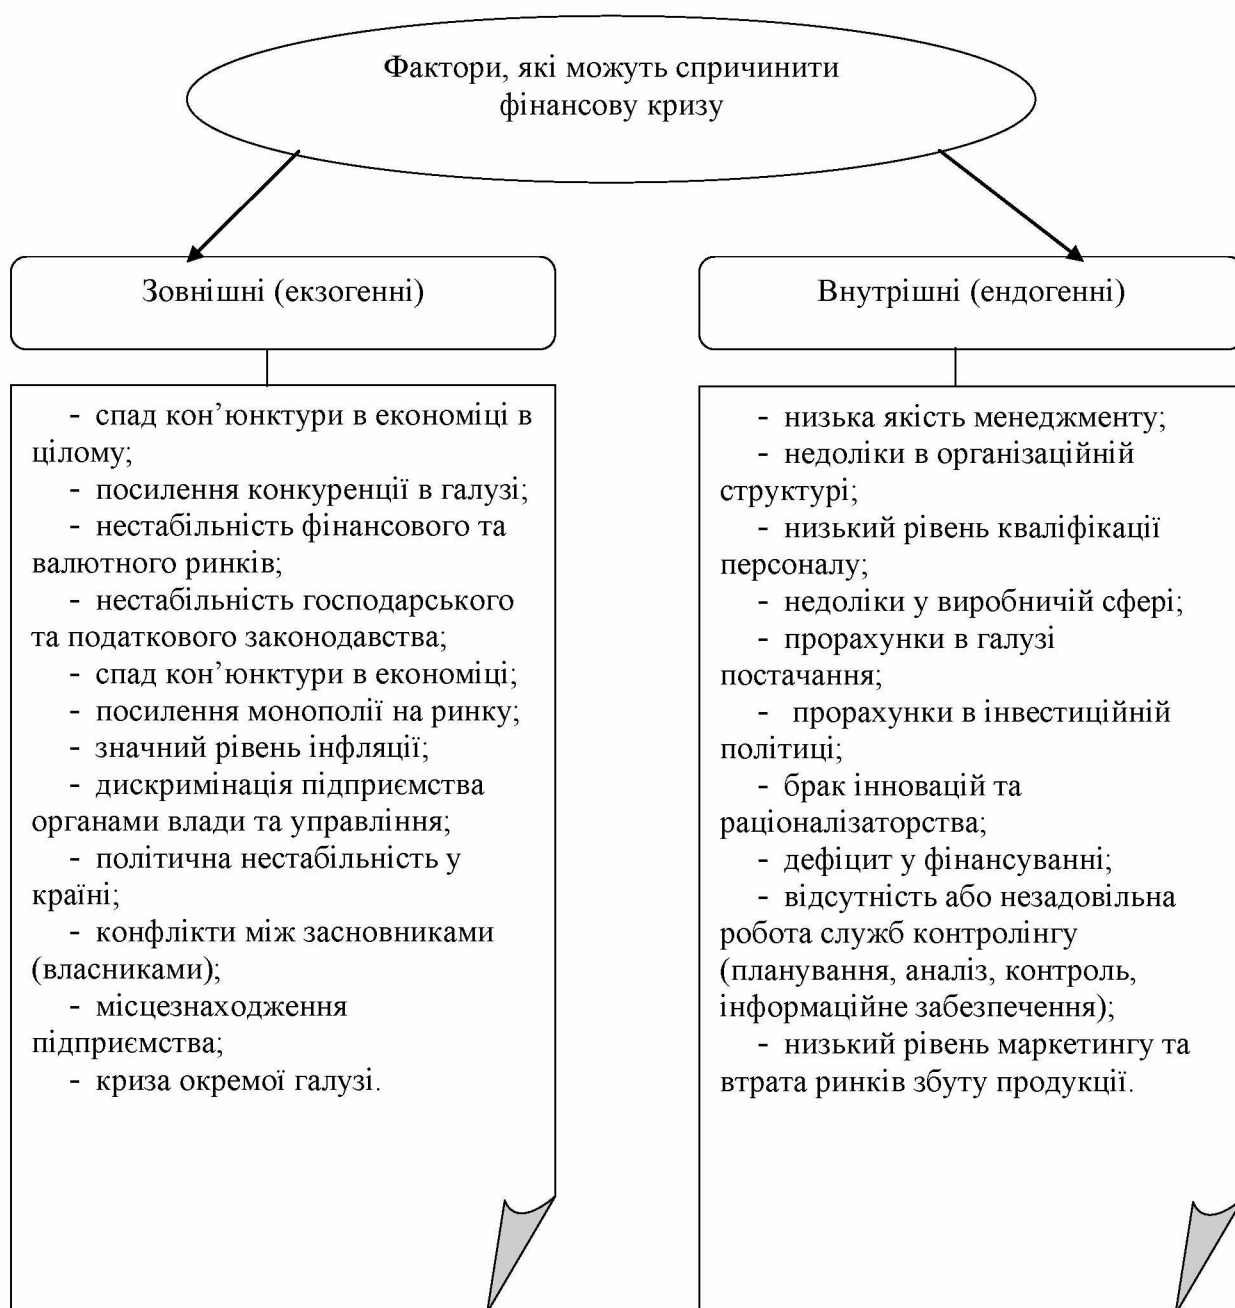 Фактори, які можуть спричинити
фінансову кризу
Зовнішні (екзогенні)
- спад кон’юнктури в економіці в
цілому;
- посилення конкуренції в галузі;
- нестабільність фінансового та
валютного ринків;
- нестабільність господарського
та податкового законодавства;
- спад кон’юнктури в економіці;
- посилення монополії на ринку;
- значний рівень інфляції;
- дискримінація підприємства
органами влади та управління;
- політична нестабільність у
країні;
- конфлікти між засновниками
(власниками);
- місцезнаходження
підприємства;
- криза окремої галузі.
Внутрішні (ендогенні)
- низька якість менеджменту;
- недоліки в організаційній
структурі;
- низький рівень кваліфікації
персоналу;
- недоліки у виробничій сфері;
- прорахунки в галузі
постачання;
- прорахунки в інвестиційній
політиці;
- брак інновацій та
раціоналізаторства;
- дефіцит у фінансуванні;
- відсутність або незадовільна
робота служб контролінгу
(планування, аналіз, контроль,
інформаційне забезпечення);
- низький рівень маркетингу та
втрата ринків збуту продукції.